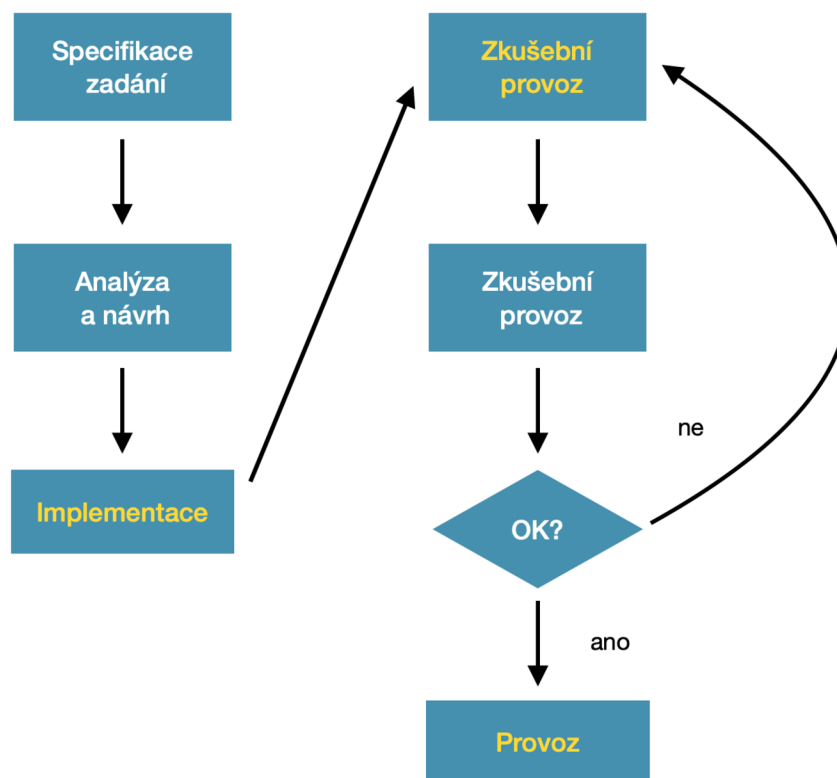 Specifikace
zadání
Analýza
a návrh
Implementace
Zkušební
provoz
Zkušební
provoz
OK?
ne
ano
Provoz